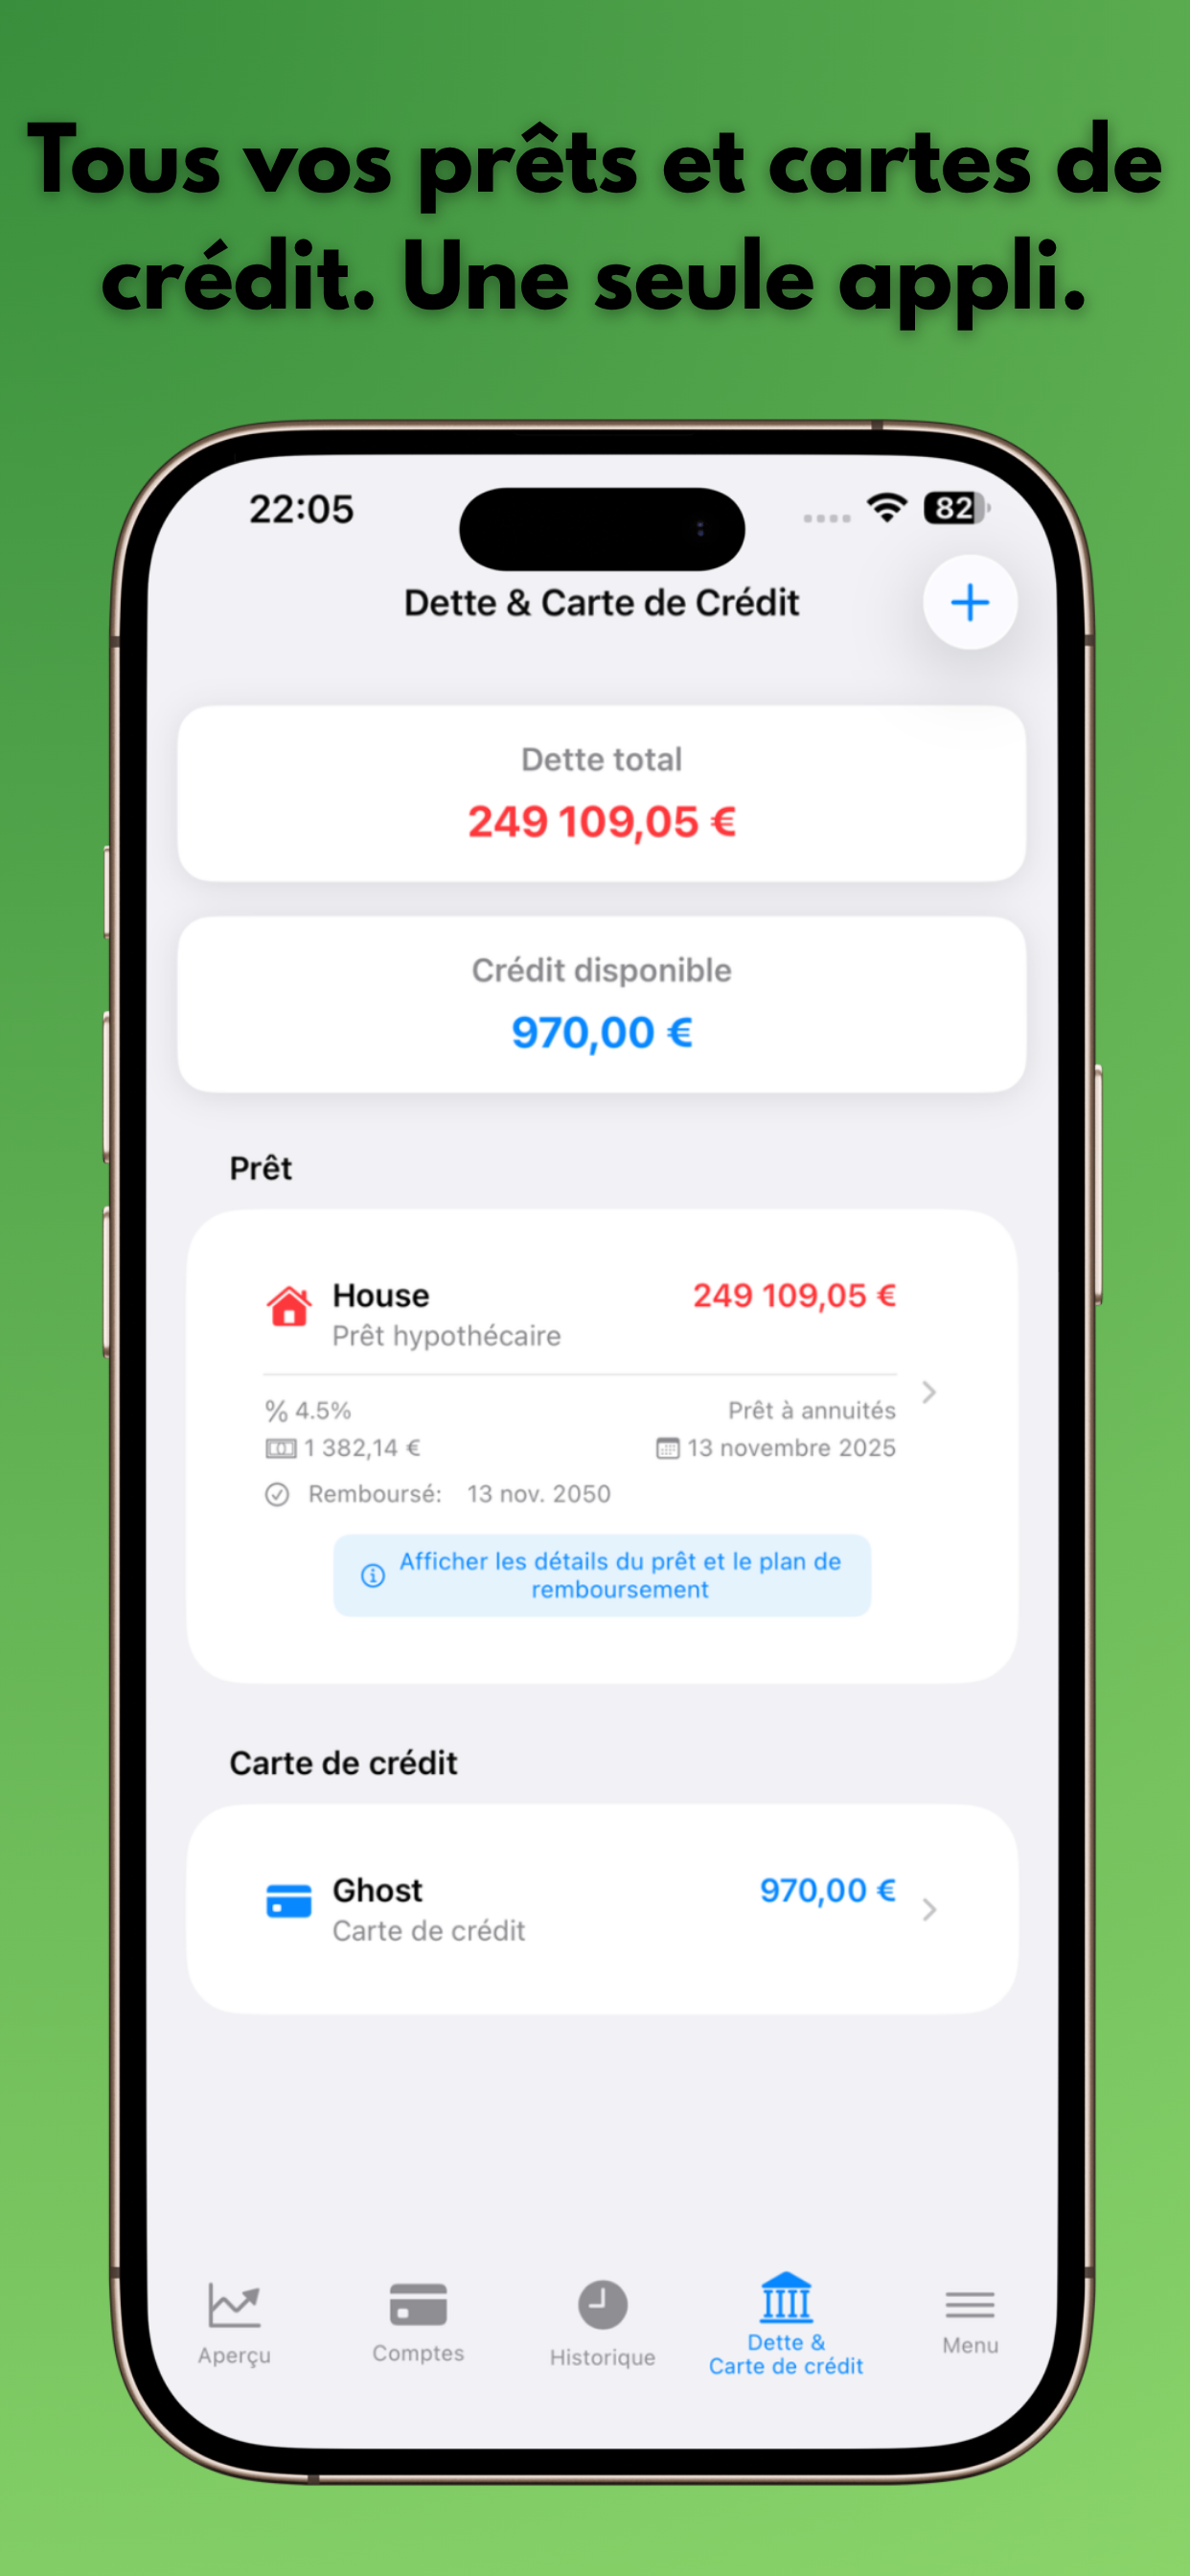 Tous vos prêts et cartes de
crédit. Une seule appli.
22:05
82
Dette & Carte de Crédit
Dette total
249 109,05 €
Crédit disponible
970,00 €
Prêt
House
249 109,05 €
Prêt hypothécaire
% 4.5%
Prêt à annuités
1 382,14 €
13 novembre 2025
Remboursé: 13 nov. 2050
Afficher les détails du prêt et le plan de
remboursement
Carte de crédit
Ghost
970,00 €
Carte de crédit
Aperçu
Comptes
Historique
Dette &
Carte de crédit
Menu